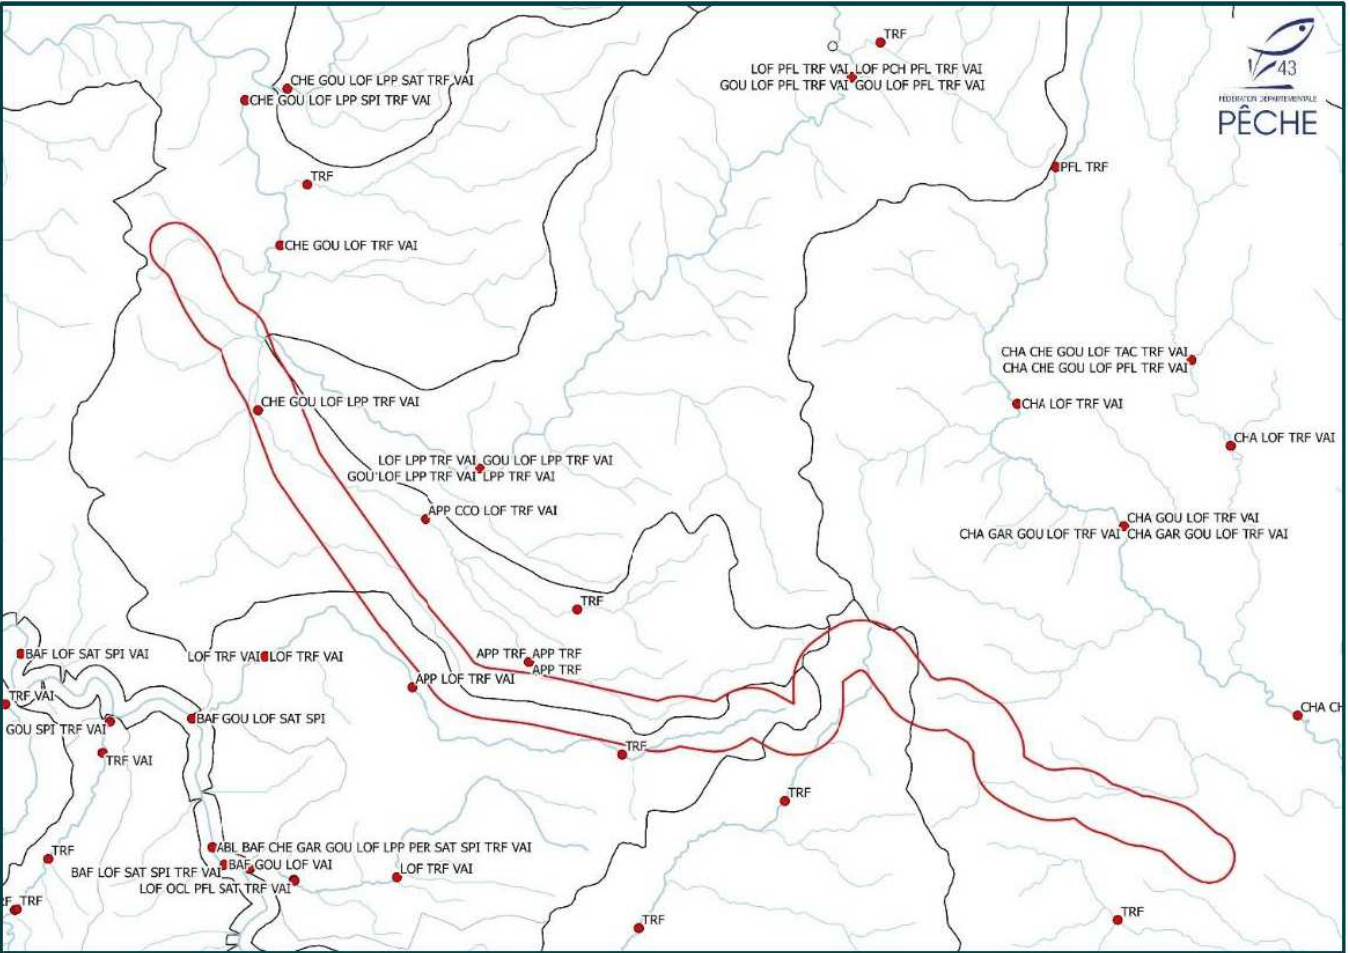 TRF
43
FÉDÉRATION DÉPARTEMENTALE
PÊCHE
LOF PFL TRF VAI LOF PCH PFL TRF VAI
GOU LOF PFL TRF VAI GOU LOF PFL TRF VAI
CHE GOU LOF LPP SAT TRF VAI
CHE GOU LOF LPP SPI TRF VAI
PFL TRF
TRF
CHE GOU LOF TRF VAI
CHA CHE GOU LOF TAC TRF VAI
CHA CHE GOU LOF PFL TRF VAI
CHE GOU LOF LPP TRF VAI
CHA LOF TRF VAI
CHA LOF TRF VAI
LOF LPP TRF VAI GOU LOF LPP TRF VAI
GOU LOF LPP TRF VAI LPP TRF VAI
APP CCO LOF TRF VAI
CHA GOU LOF TRF VAI
CHA GAR GOU LOF TRF VAI CHA GAR GOU LOF TRF VAI
TRF
BAF LOF SAT SPI VAI
LOF TRF VAI LOF TRF VAI
APP TRF APP TRF
APP TRF
APP LOF TRF VAI
TRF VAI
BAF GOU LOF SAT SPI
GOU SPI TRF VAI
CHA CH
TRF
TRF VAI
TRF
ABL BAF CHE GAR GOU LOF LPP PER SAT SPI TRF VAI
TRF
BAF GOU LOF VAI
BAF LOF SAT SPI TRF VAI
LOF TRF VAI
LOF OCL PFL SAT TRF VAI
TRF
TRF
TRF